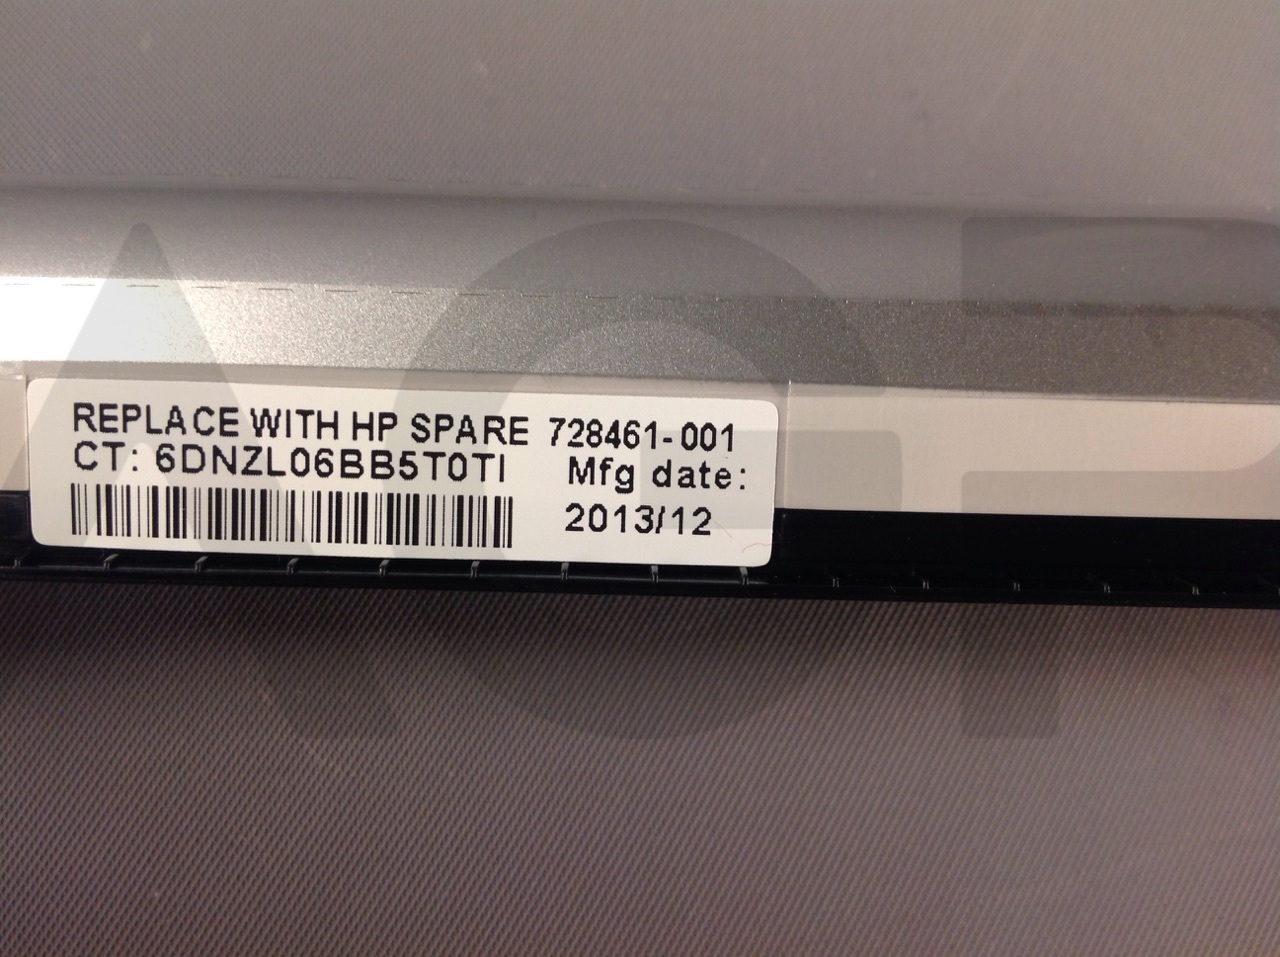 REPLACE WITH HP SPARE 728461-001
CT: 6DNZL06BB5T0TI Mfg date:
2013/12